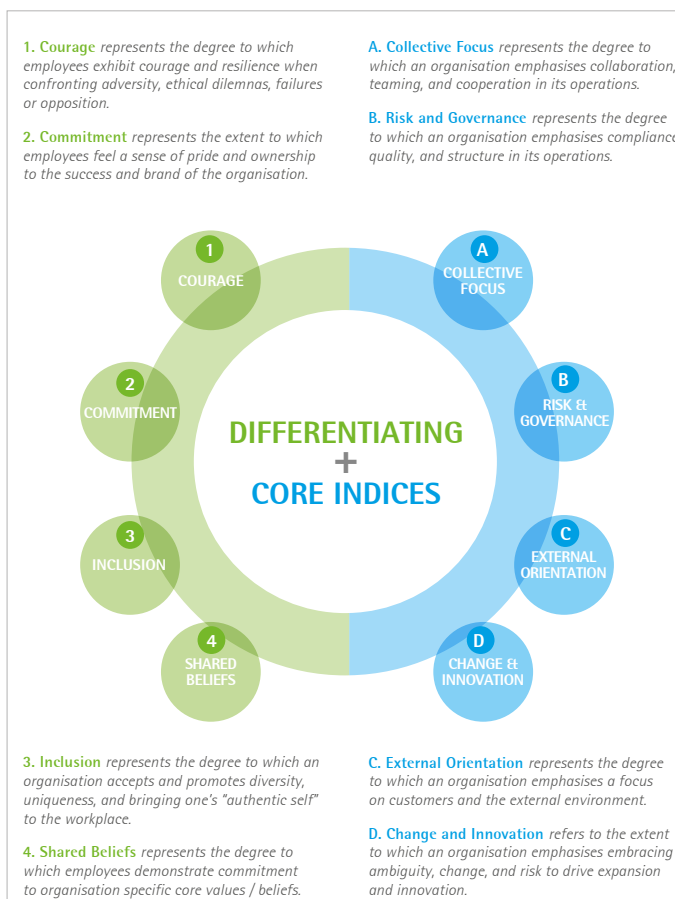 1. Courage represents the degree to which
employees exhibit courage and resilience when
confronting adversity, ethical dilemnas, failures
or opposition.
2. Commitment represents the extent to which
employees feel a sense of pride and ownership
to the success and brand of the organisation.
A. Collective Focus represents the degree to
which an organisation emphasises collaboration,
teaming, and cooperation in its operations.
B. Risk and Governance represents the degree
to which an organisation emphasises compliance
quality, and structure in its operations.
1
COURAGE
2
COMMITMENT
3
INCLUSION
4
SHARED
BELIEFS
DIFFERENTIATING
+
CORE INDICES
A
COLLECTIVE
FOCUS
B
RISK &
GOVERNANCE
C
EXTERNAL
ORIENTATION
D
CHANGE &
INNOVATION
3. Inclusion represents the degree to which an
organisation accepts and promotes diversity,
uniqueness, and bringing one's “authentic self”
to the workplace.
4. Shared Beliefs represents the degree to
which employees demonstrate commitment
to organisation specific core values / beliefs.
C. External Orientation represents the degree
to which an organisation emphasises a focus
on customers and the external environment.
D. Change and Innovation refers to the extent
to which an organisation emphasises embracing
ambiguity, change, and risk to drive expansion
and innovation.